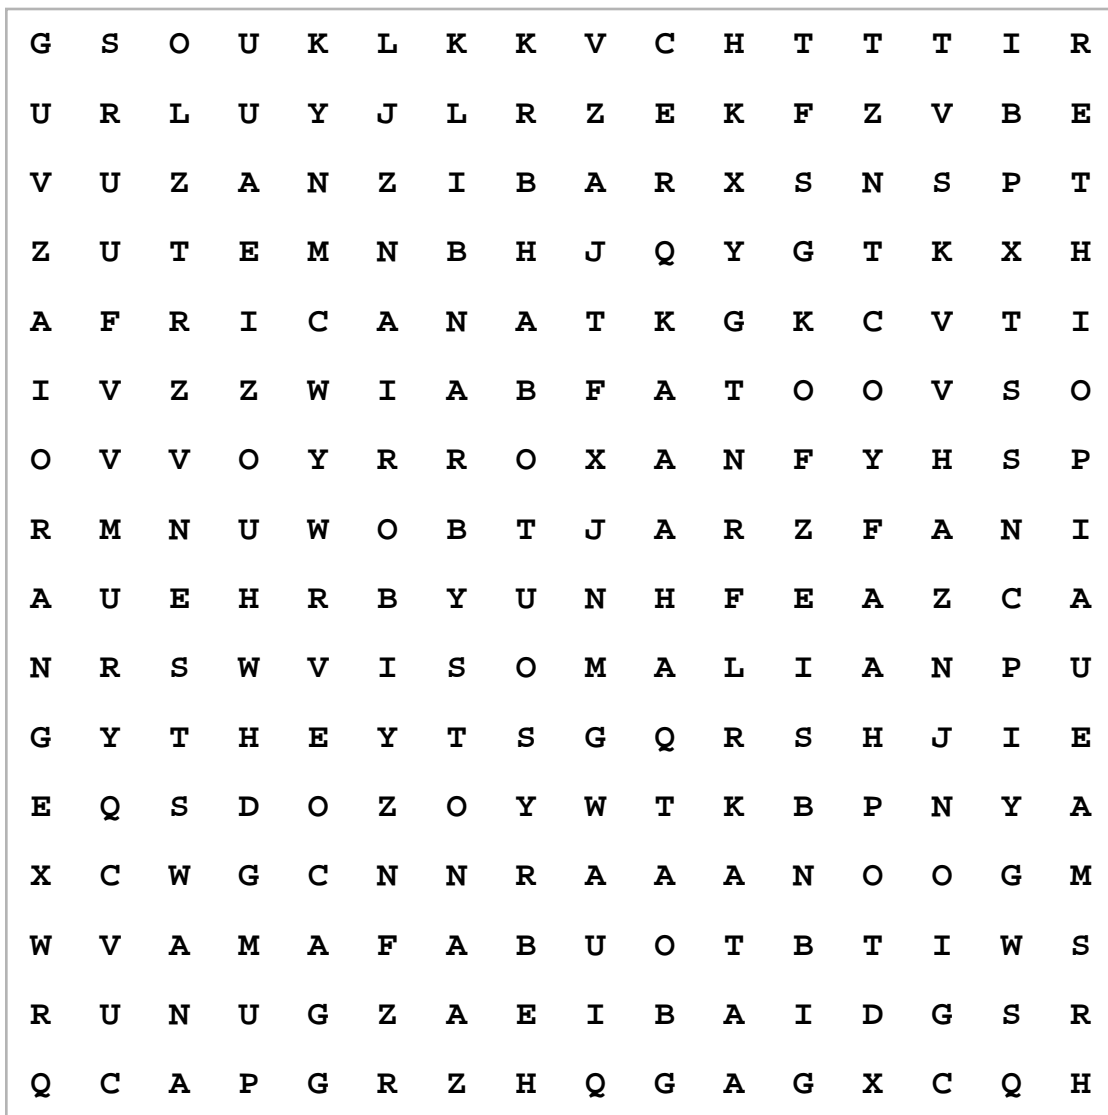 G S O U K L K K V C H T T T I R
U R L U Y J L R Z E K F Z V B E
V U Z A N Z I B A R X S N S P T
Z U T E M N B H J Q Y G T K X H
A F R I C A N A T K G K C V T I
I V Z Z W I A B F A T O O V S O
O V V O Y R R O X A N F Y H S P
R M N U W O B T J A R Z F A N I
A U E H R B Y U N H F E A Z C A
N R S W V I S O M A L I A N P U
G Y T H E Y T S G Q R S H J I E
E Q S D O Z O Y W T K B P N Y A
X C W G C N N R A A A N O O G M
W V A M A F A B U O T B T I W S
R U N U G Z A E I B A I D G S R
Q C A P G R Z H Q G A G X C Q H